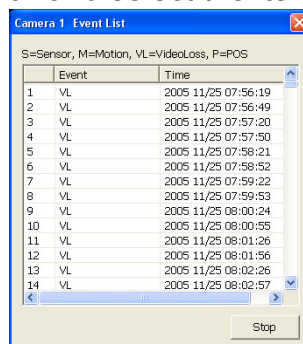 Camera 1 Event List
S=Sensor, M=Motion, VL=VideoLoss, P=POS
Event Time
1 VL 2005 11/25 07:56:19
2 VL 2005 11/25 07:56:49
3 VL 2005 11/25 07:57:20
4 VL 2005 11/25 07:57:50
5 VL 2005 11/25 07:58:21
6 VL 2005 11/25 07:58:52
7 VL 2005 11/25 07:59:22
8 VL 2005 11/25 07:59:53
9 VL 2005 11/25 08:00:24
10 VL 2005 11/25 08:00:55
11 VL 2005 11/25 08:01:26
12 VL 2005 11/25 08:01:56
13 VL 2005 11/25 08:02:26
14 VL 2005 11/25 08:02:57
Stop